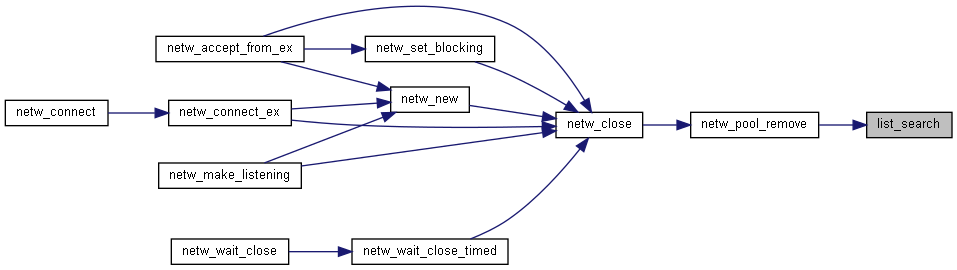 netw_accept_from_ex
netw_set_blocking
netw_new
netw_connect
netw_connect_ex
netw_close
netw_pool_remove
list_search
netw_make_listening
netw_wait_close
netw_wait_close_timed